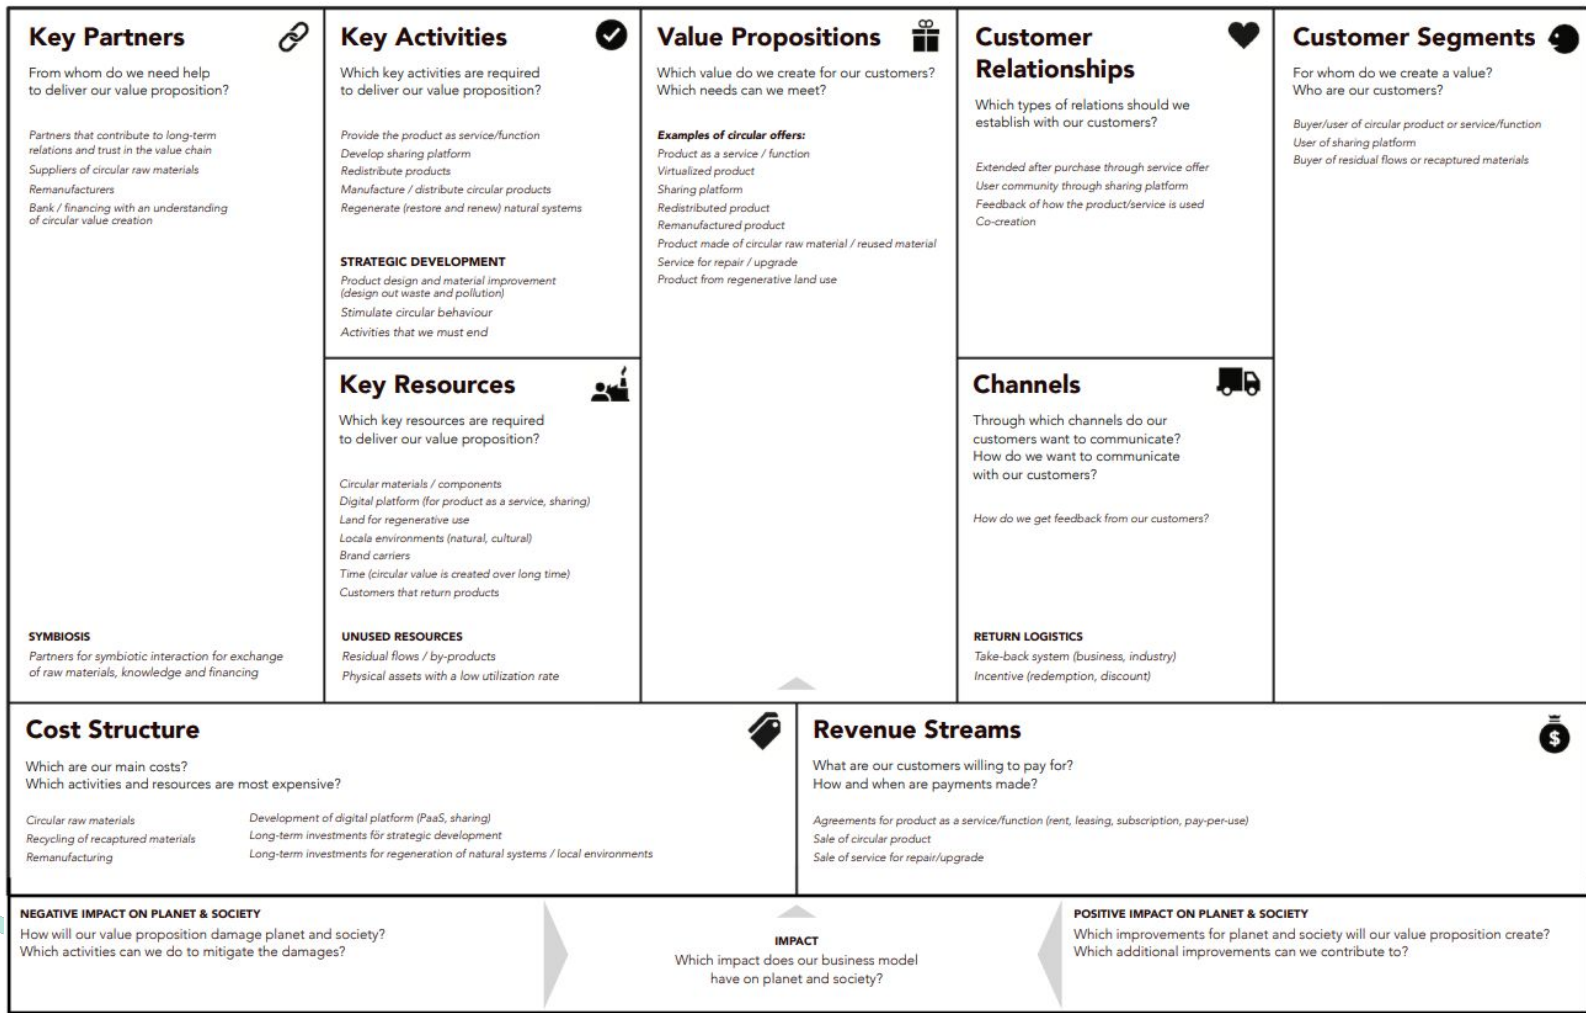 Key Partners
From whom do we need help
to deliver our value proposition?
Partners that contribute to long-term
relations and trust in the value chain
Suppliers of circular raw materials
Remanufacturers
Bank / financing with an understanding
of circular value creation
SYMBIOSIS
Partners for symbiotic interaction for exchange
of raw materials, knowledge and financing
Key Activities
Which key activities are required
to deliver our value proposition?
Provide the product as service/function
Develop sharing platform
Redistribute products
Manufacture / distribute circular products
Regenerate (restore and renew) natural systems
STRATEGIC DEVELOPMENT
Product design and material improvement
(design out waste and pollution)
Stimulate circular behaviour
Activities that we must end
Key Resources
Which key resources are required
to deliver our value proposition?
Circular materials / components
Digital platform (for product as a service, sharing)
Land for regenerative use
Locala environments (natural, cultural)
Brand carriers
Time (circular value is created over long time)
Customers that return products
UNUSED RESOURCES
Residual flows / by-products
Physical assets with a low utilization rate
Value Propositions
Which value do we create for our customers?
Which needs can we meet?
Examples of circular offers:
Product as a service / function
Virtualized product
Sharing platform
Redistributed product
Remanufactured product
Product made of circular raw material / reused material
Service for repair / upgrade
Product from regenerative land use
Customer
Relationships
Which types of relations should we
establish with our customers?
Extended after purchase through service offer
User community through sharing platform
Feedback of how the product/service is used
Co-creation
Channels
Through which channels do our
customers want to communicate?
How do we want to communicate
with our customers?
How do we get feedback from our customers?
RETURN LOGISTICS
Take-back system (business, industry)
Incentive (redemption, discount)
Customer Segments
For whom do we create a value?
Who are our customers?
Buyer/user of circular product or service/function
User of sharing platform
Buyer of residual flows or recaptured materials
Cost Structure
Which are our main costs?
Which activities and resources are most expensive?
Circular raw materials
Recycling of recaptured materials
Remanufacturing
Development of digital platform (PaaS, sharing)
Long-term investments för strategic development
Long-term investments for regeneration of natural systems / local environments
Revenue Streams
$
What are our customers willing to pay for?
How and when are payments made?
Agreements for product as a service/function (rent, leasing, subscription, pay-per-use)
Sale of circular product
Sale of service for repair/upgrade
NEGATIVE IMPACT ON PLANET & SOCIETY
How will our value proposition damage planet and society?
Which activities can we do to mitigate the damages?
IMPACT
Which impact does our business model
have on planet and society?
POSITIVE IMPACT ON PLANET & SOCIETY
Which improvements for planet and society will our value proposition create?
Which additional improvements can we contribute to?